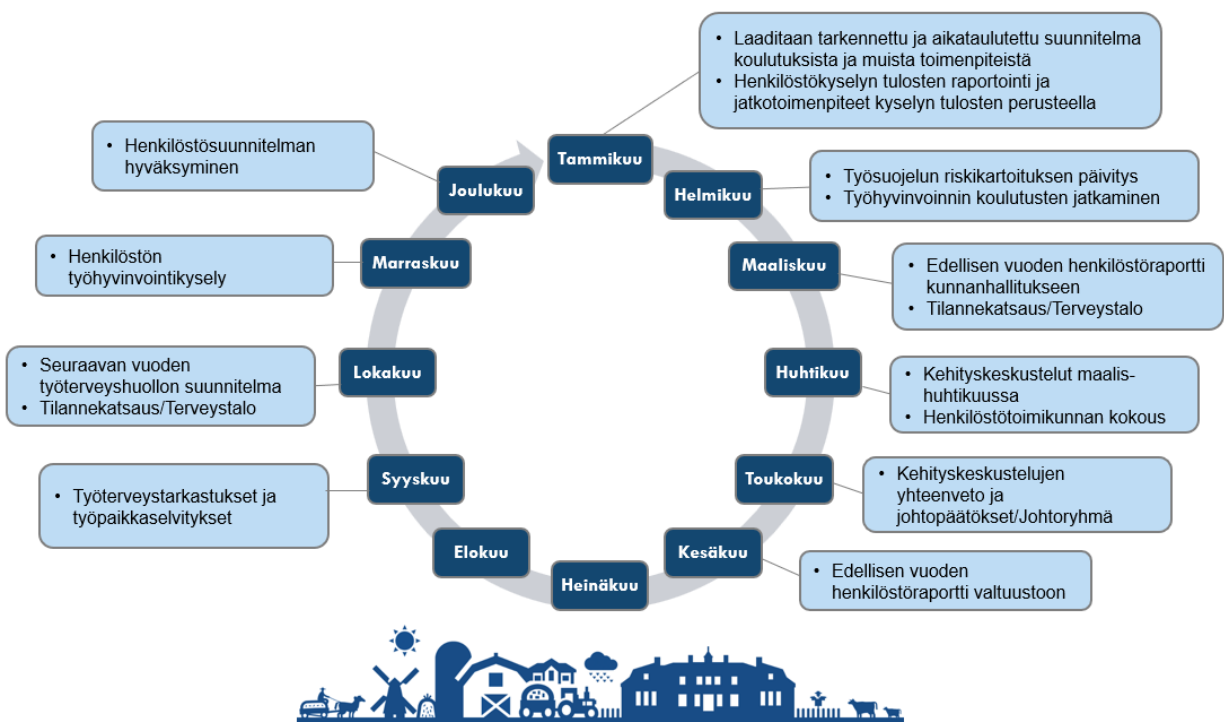 • Laaditaan tarkennettu ja aikataulutettu suunnitelma
koulutuksista ja muista toimenpiteistä
• Henkilöstökyselyn tulosten raportointi ja
jatkotoimenpiteet kyselyn tulosten perusteella
Tammikuu
Helmikuu
• Työsuojelun riskikartoituksen päivitys
• Työhyvinvoinnin koulutusten jatkaminen
Maaliskuu
• Edellisen vuoden henkilöstöraportti
kunnanhallitukseen
• Tilannekatsaus/Terveystalo
Huhtikuu
• Kehityskeskustelut maalis-
huhtikuussa
• Henkilöstötoimikunnan kokous
Toukokuu
• Kehityskeskustelujen
yhteenveto ja
johtopäätökset/Johtoryhmä
Kesäkuu
• Edellisen vuoden
henkilöstöraportti valtuustoon
Heinäkuu
Elokuu
Syyskuu
• Työterveystarkastukset ja
työpaikkaselvitykset
Lokakuu
• Seuraavan vuoden
työterveyshuollon suunnitelma
• Tilannekatsaus/Terveystalo
Marraskuu
• Henkilöstön
työhyvinvointikysely
Joulukuu
• Henkilöstösuunnitelman
hyväksyminen